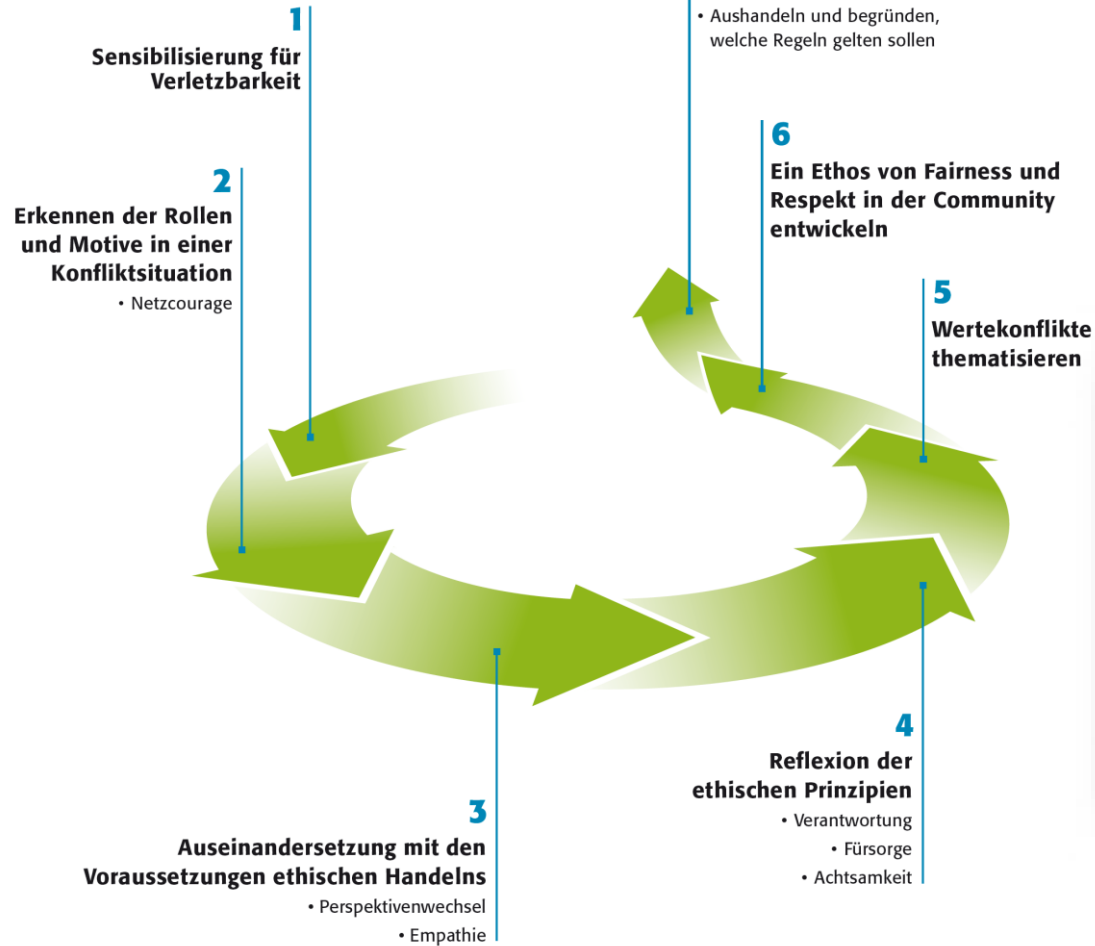 1
Sensibilisierung für
Verletzbarkeit
2
Erkennen der Rollen
und Motive in einer
Konfliktsituation
• Netzcourage
3
Auseinandersetzung mit den
Voraussetzungen ethischen Handelns
• Perspektivenwechsel
• Empathie
4
Reflexion der
ethischen Prinzipien
• Verantwortung
• Fürsorge
• Achtsamkeit
5
Wertekonflikte
thematisieren
6
Ein Ethos von Fairness und
Respekt in der Community
entwickeln
• Aushandeln und begründen,
welche Regeln gelten sollen